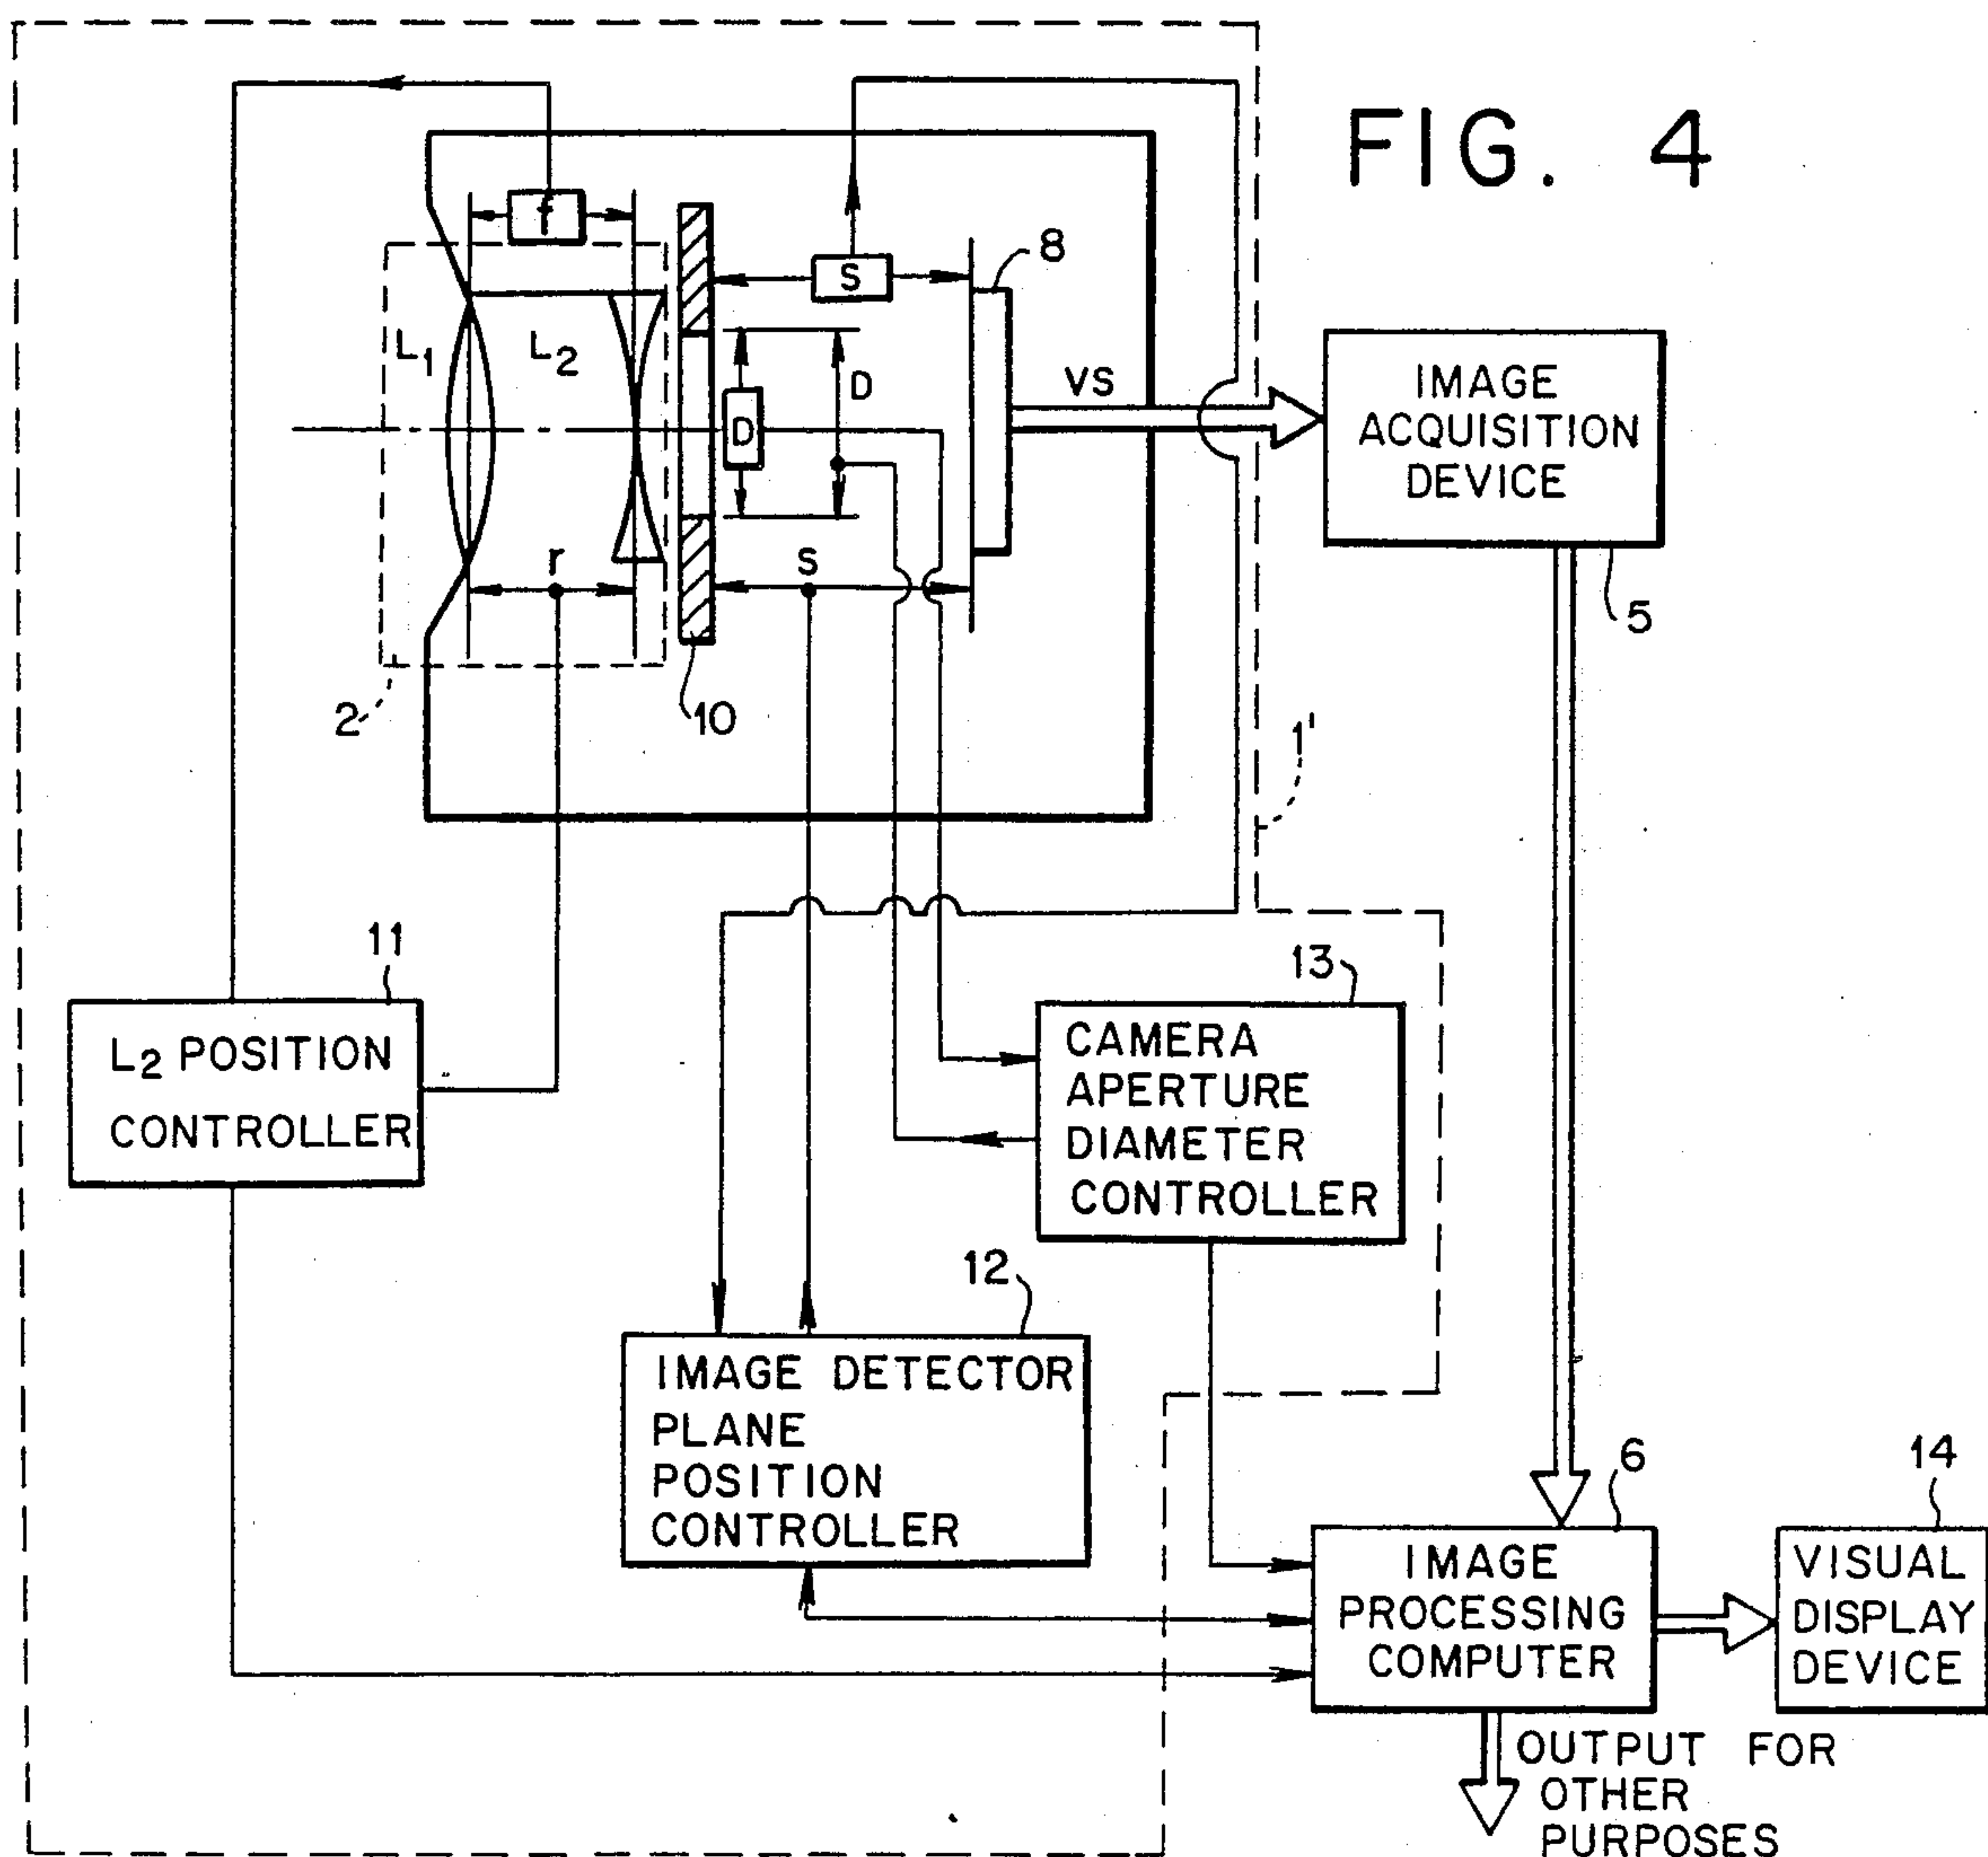 FIG. 4
f
S
8
L1
L2
D
D
VS
IMAGE
ACQUISITION
DEVICE
5
r
s
2
10
1'
11
L2 POSITION
CONTROLLER
13
CAMERA
APERTURE
DIAMETER
CONTROLLER
12
IMAGE DETECTOR
PLANE
POSITION
CONTROLLER
6
IMAGE
PROCESSING
COMPUTER
14
VISUAL
DISPLAY
DEVICE
OUTPUT FOR
OTHER
PURPOSES